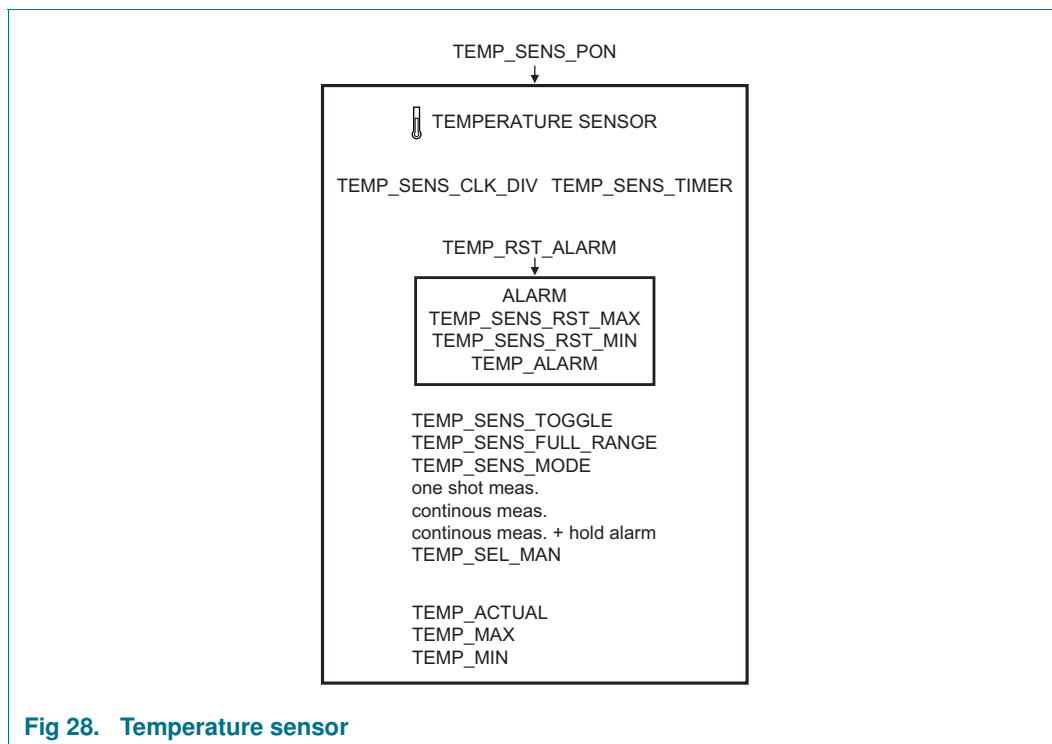 TEMP_SENS_PON
TEMPERATURE SENSOR
TEMP_SENS_CLK_DIV TEMP_SENS_TIMER
TEMP_RST_ALARM
ALARM
TEMP_SENS_RST_MAX
TEMP_SENS_RST_MIN
TEMP_ALARM
TEMP_SENS_TOGGLE
TEMP_SENS_FULL_RANGE
TEMP_SENS_MODE
one shot meas.
continous meas.
continous meas. + hold alarm
TEMP_SEL_MAN
TEMP_ACTUAL
TEMP_MAX
TEMP_MIN
Fig 28. Temperature sensor